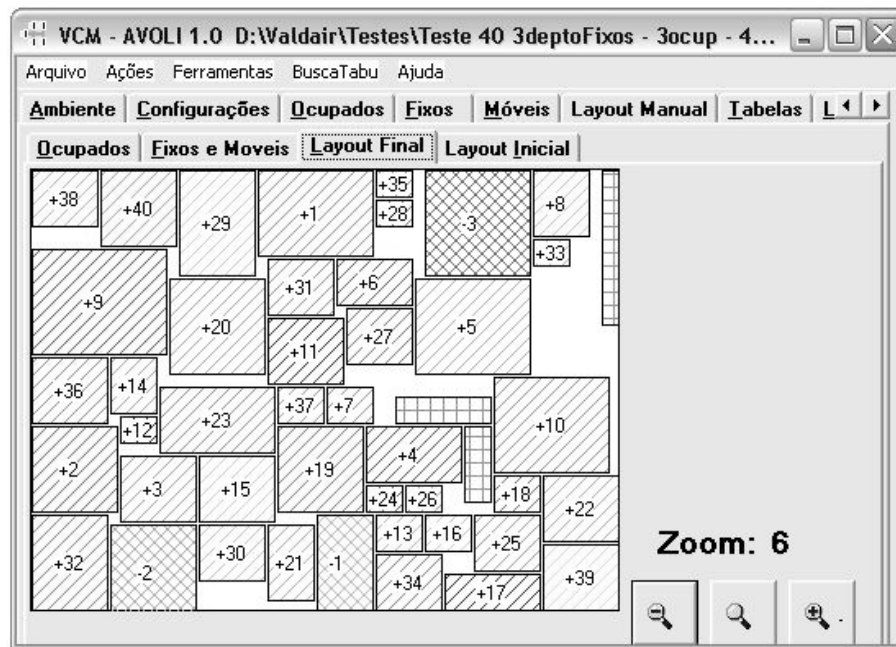 VCM - AVOLI 1.0 D:\Valdair\Testes\Teste 40 3deptoFixos - 3ocup - 4...
Arquivo Ações Ferramentas BuscaTabu Ajuda
Ambiente Configurações Ocupados Fixos Móveis Layout Manual Tabelas L
Ocupados Fixos e Moveis Layout Final Layout Inicial
+38 +40 +29 +1 +35 -3 +8
+28
+33
+9 +20 +31 +6 +5
+11 +27
+36 +14 +23 +37 +7 +10
+12
+2 +3 +15 +19 +4
+24 +26 +18 +22
+32 -2 +30 +21 -1 +13 +16 +25
+34 +17 +39
Zoom: 6